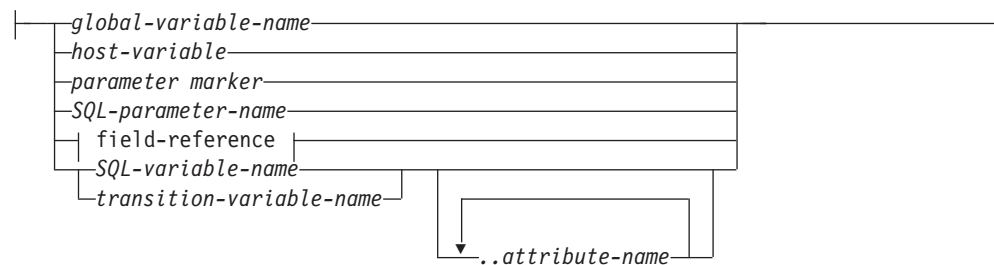 global-variable-name
host-variable
parameter marker
SQL-parameter-name
field-reference
SQL-variable-name
transition-variable-name
..attribute-name